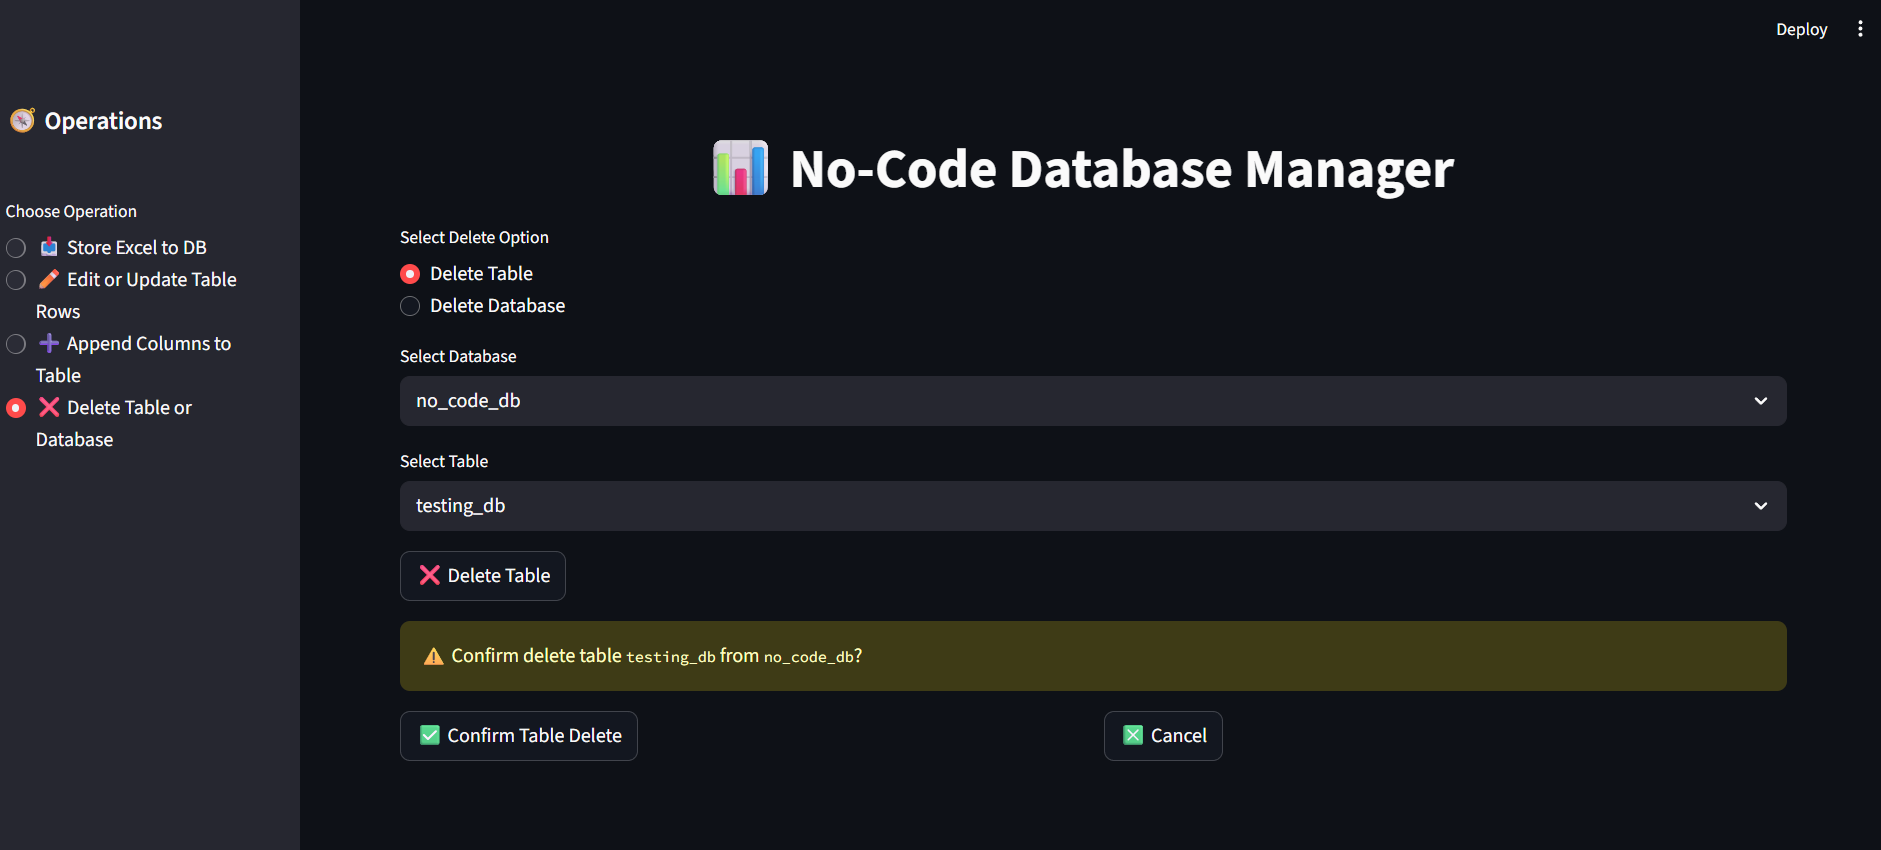 Deploy
Operations
Choose Operation
Store Excel to DB
Edit or Update Table
Rows
Append Columns to
Table
Delete Table or
Database
No-Code Database Manager
Select Delete Option
Delete Table
Delete Database
Select Database
no_code_db
Select Table
testing_db
Delete Table
Confirm delete table testing_db from no_code_db?
Confirm Table Delete
Cancel